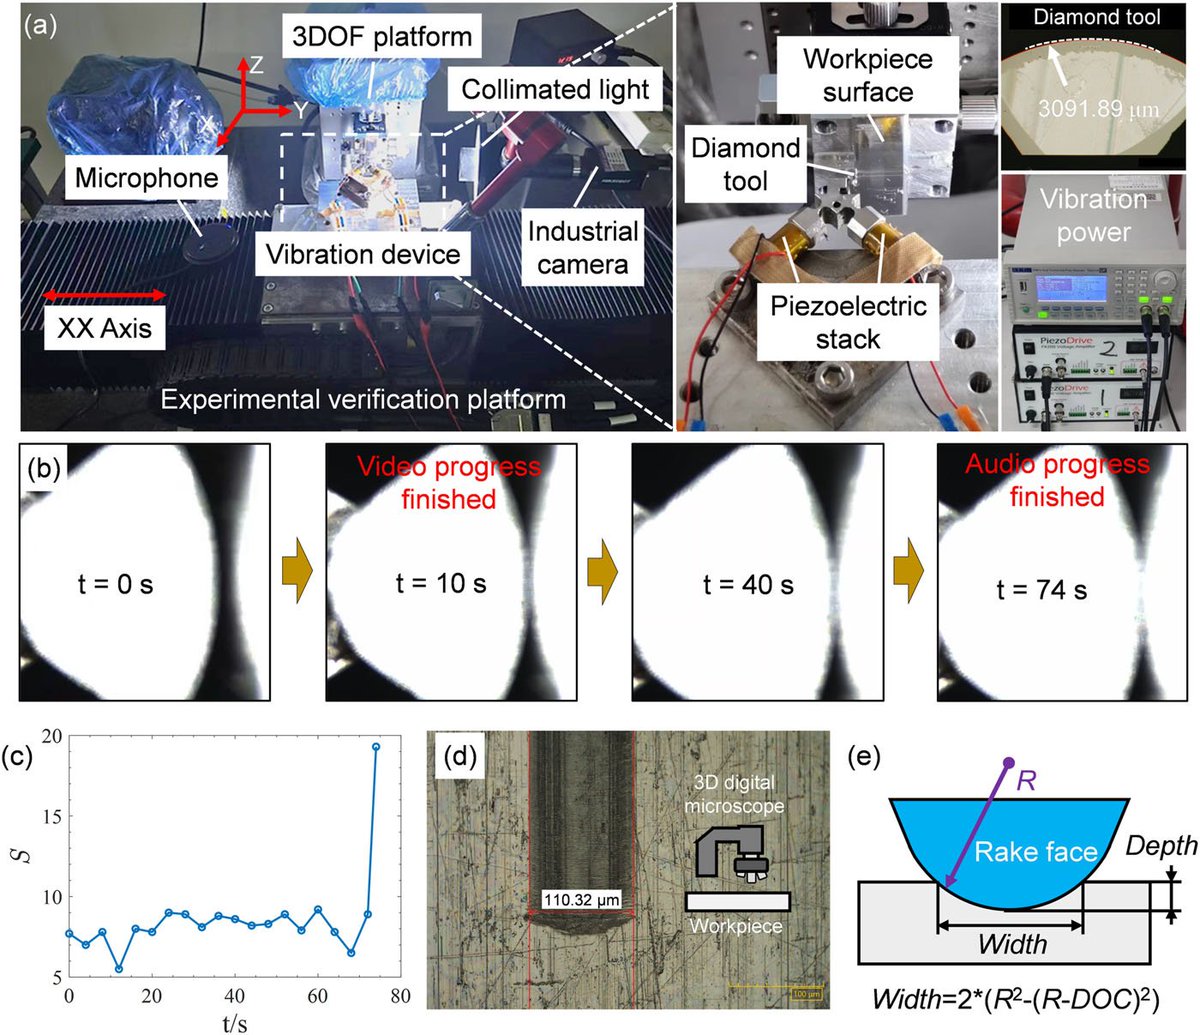 (a)
3DOF platform
Z
Y
X
Collimated light
Microphone
Vibration device
Industrial
camera
XX Axis
Experimental verification platform
Workpiece
surface
Diamond
tool
Piezoelectric
stack
Diamond tool
3091.89 μm
Vibration
power
PiezoDrive
2
PiezoDrive
1
(b)
t = 0 s
Video progress
finished
t = 10 s
t = 40 s
Audio progress
finished
t = 74 s
(c)
20
15
10
5
S
0
20
40
60
80
t/s
(d)
3D digital
microscope
110.32 μm
Workpiece
100 μm
(e)
R
Rake face
Depth
Width
Width=2*(R²-(R-DOC)²)